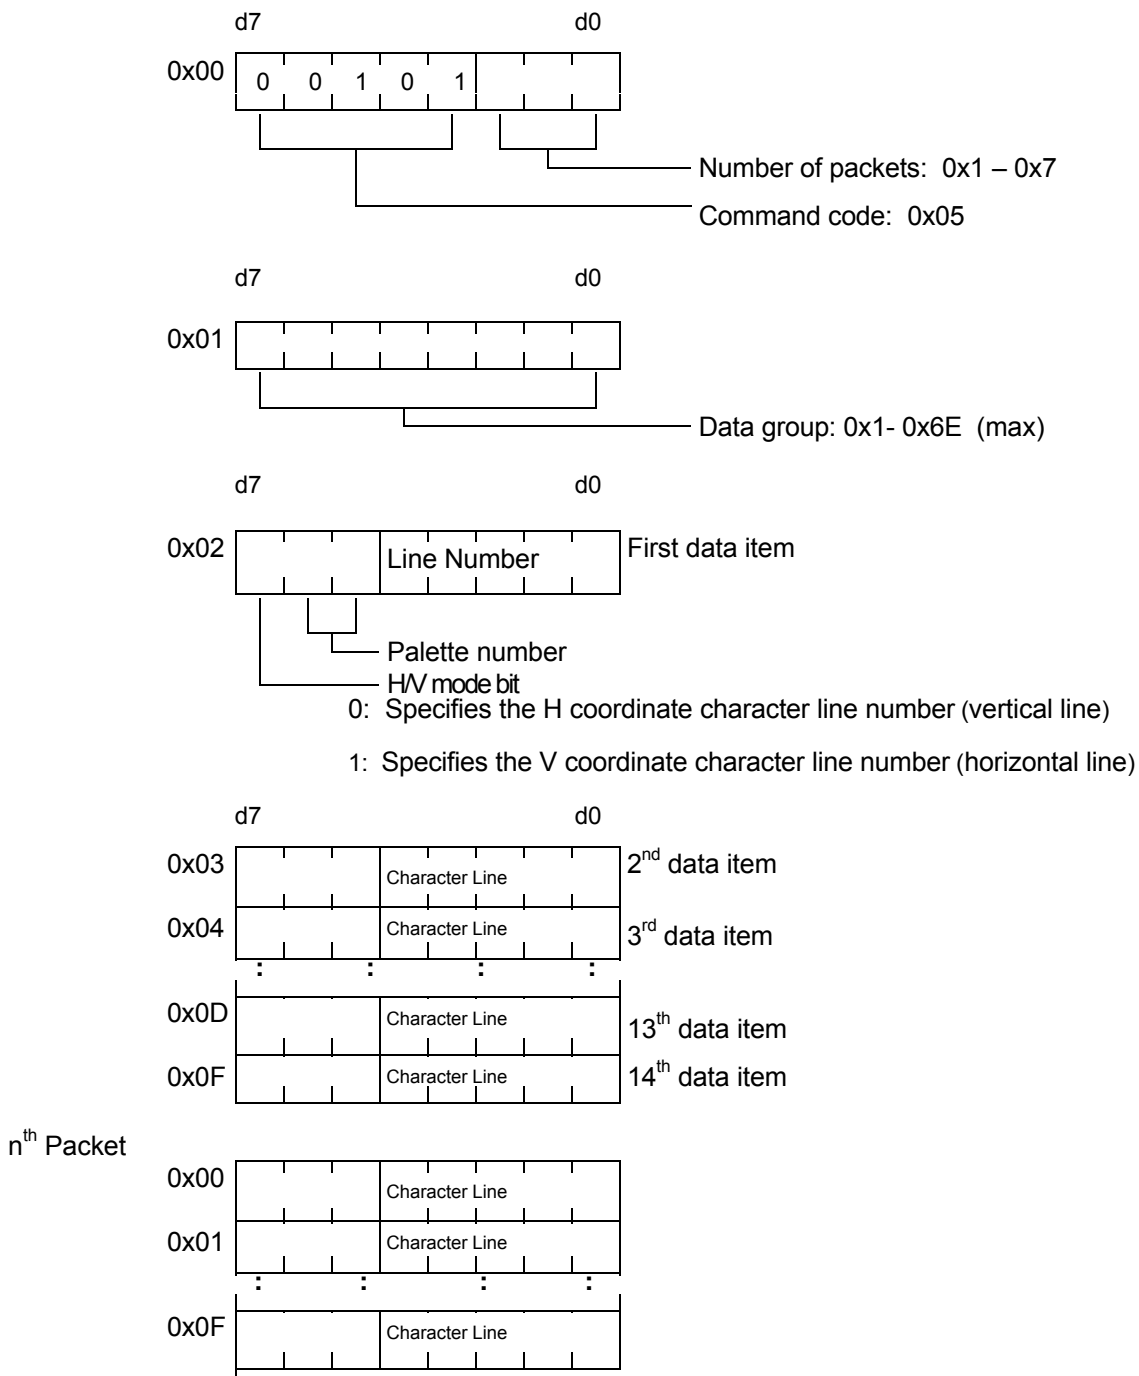 d7 d0
0x00 0 0 1 0 1
Number of packets: 0x1 – 0x7
Command code: 0x05
d7 d0
0x01
Data group: 0x1- 0x6E (max)
d7 d0
0x02 Line Number First data item
Palette number
H/V mode bit
0: Specifies the H coordinate character line number (vertical line)
1: Specifies the V coordinate character line number (horizontal line)
d7 d0
0x03 Character Line 2nd data item
0x04 Character Line 3rd data item
: : : :
0x0D Character Line 13th data item
0x0F Character Line 14th data item
nth Packet
0x00 Character Line
0x01 Character Line
: : : :
0x0F Character Line